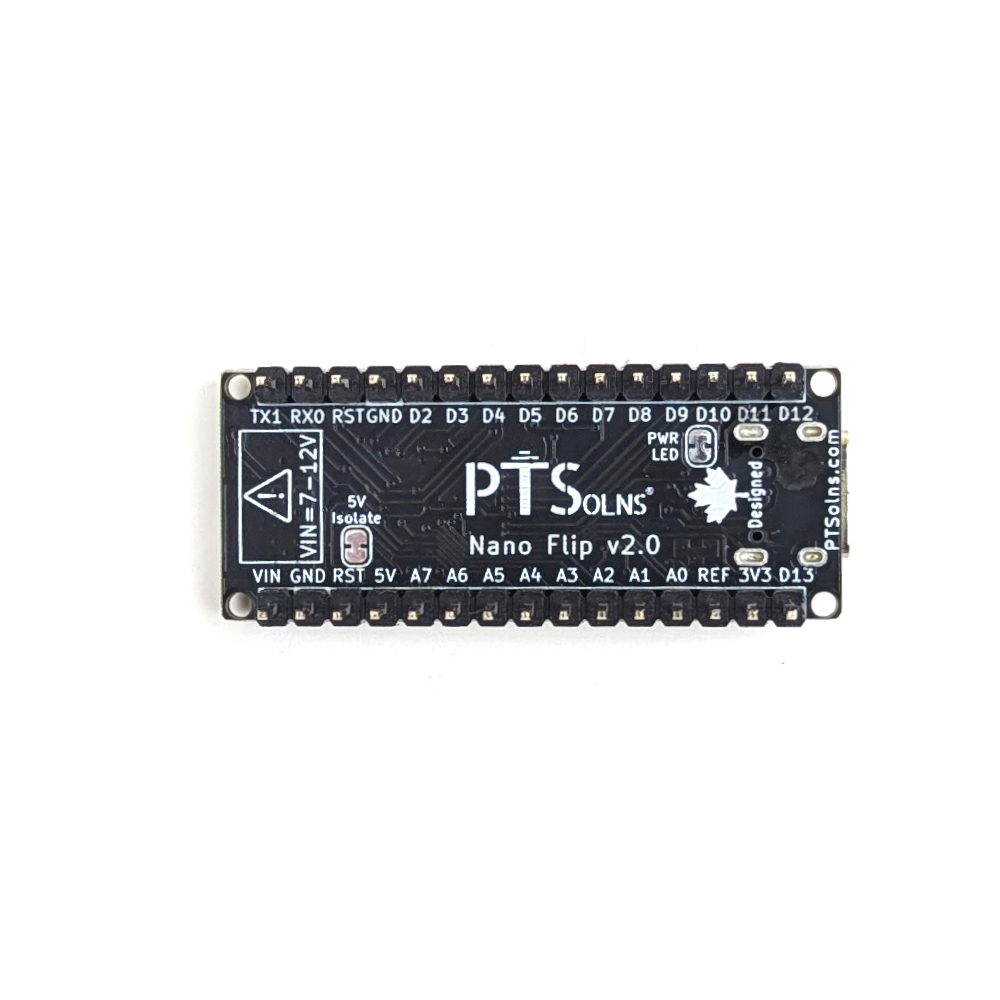 TX1 RX0 RST GND D2 D3 D4 D5 D6 D7 D8 D9 D10 D11 D12
PWR
LED
VIN=7-12V
5V
Isolate
PTSOLNS®
Nano Flip v2.0
Designed
PTSolns.com
VIN GND RST 5V A7 A6 A5 A4 A3 A2 A1 A0 REF 3V3 D13